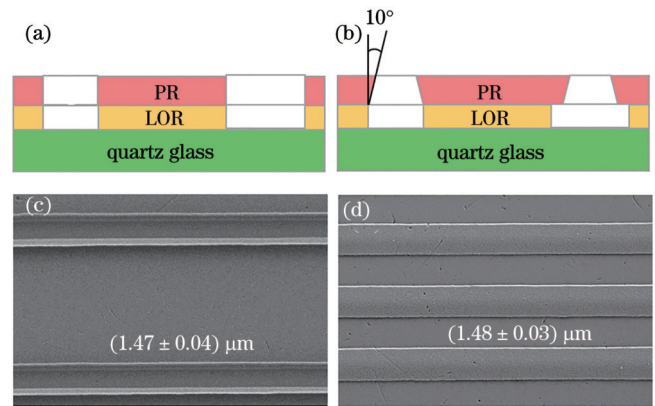 (a)
(b)
10°
PR
LOR
quartz glass
PR
LOR
quartz glass
(c)
(1.47 ± 0.04) μm
(d)
(1.48 ± 0.03) μm